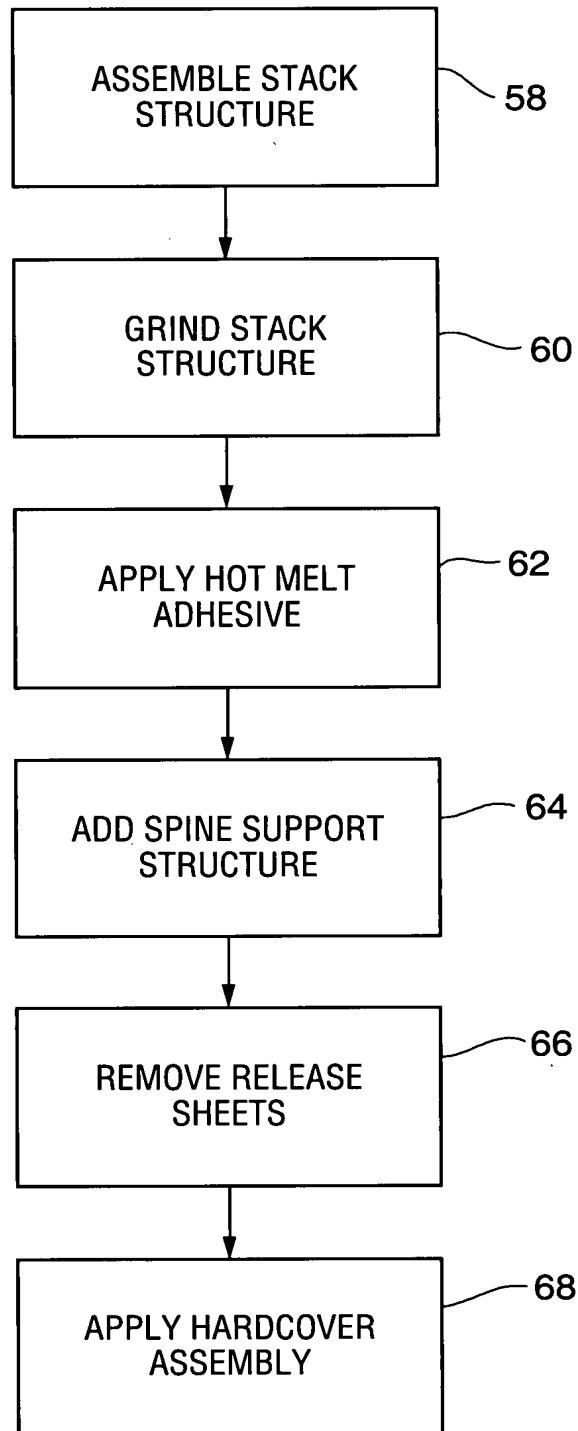 ASSEMBLE STACK
STRUCTURE
58
GRIND STACK
STRUCTURE
60
APPLY HOT MELT
ADHESIVE
62
ADD SPINE SUPPORT
STRUCTURE
64
REMOVE RELEASE
SHEETS
66
APPLY HARDCOVER
ASSEMBLY
68